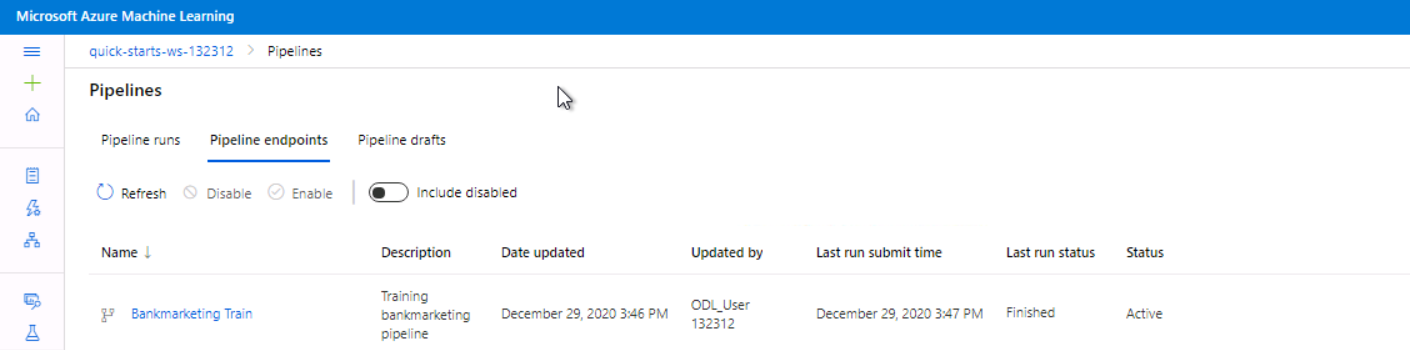 Microsoft Azure Machine Learning
quick-starts-ws-132312 > Pipelines
Pipelines
Pipeline runs Pipeline endpoints Pipeline drafts
Refresh Disable Enable Include disabled
Name ↓ Description Date updated Updated by Last run submit time Last run status Status
Bankmarketing Train
Training
bankmarketing
pipeline
December 29, 2020 3:46 PM
ODL_User
132312
December 29, 2020 3:47 PM
Finished
Active